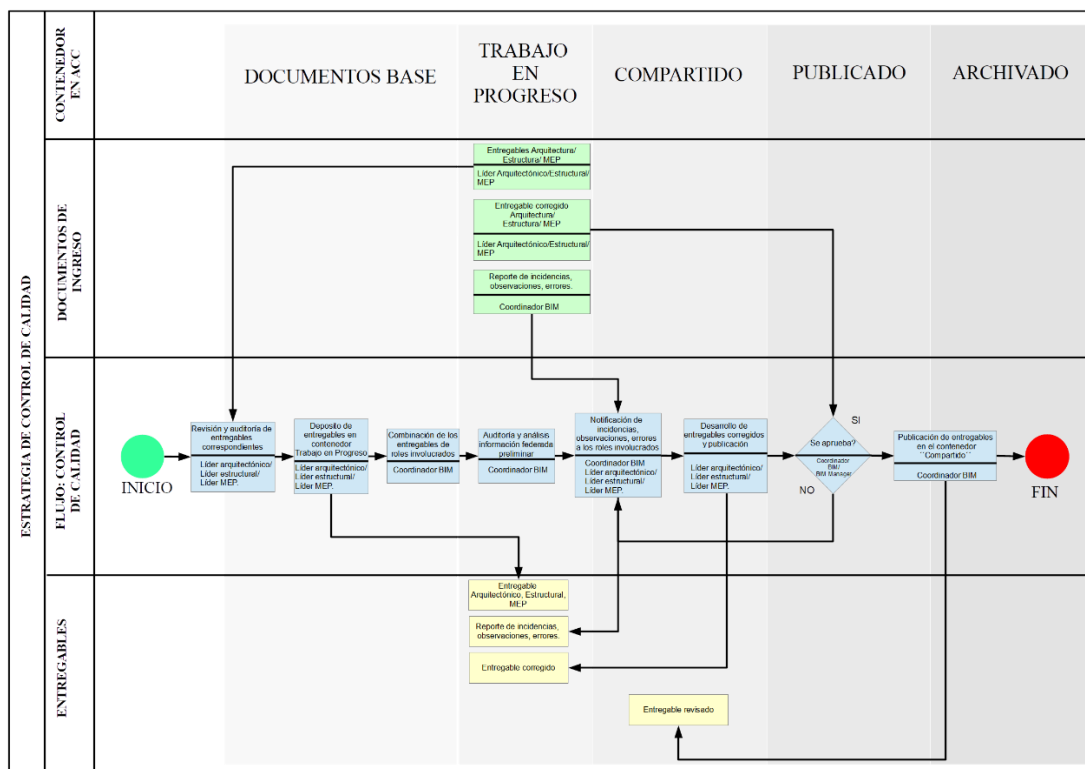 ESTRATEGIA DE CONTROL DE CALIDAD
CONTENEDOR
EN ACC
DOCUMENTOS BASE
TRABAJO
EN
PROGRESO
COMPARTIDO
PUBLICADO
ARCHIVADO
DOCUMENTOS DE
INGRESO
Entregables Arquitectura/
Estructura/ MEP
Líder Arquitectónico/Estructural/
MEP
Entregable corregido
Arquitectura/
Estructura/ MEP
Líder Arquitectónico/Estructural/
MEP
Reporte de incidencias,
observaciones, errores.
Coordinador BIM
FLUJO: CONTROL
DE CALIDAD
INICIO
Revisión y auditoría de
entregables
correspondientes
Líder arquitectónico/
Líder estructural/
Líder MEP.
Deposito de
entregables en
contenedor
Trabajo en Progreso
Líder arquitectónico/
Líder estructural/
Líder MEP.
Combinación de los
entregables de
roles involucrados
Coordinador BIM
Auditoría y análisis
información federada
preliminar
Coordinador BIM
Notificación de
incidencias,
observaciones, errores
a los roles involucrados
Coordinador BIM
Líder arquitectónico/
Líder estructural/
Líder MEP.
Desarrollo de
entregables corregidos
y publicación
Líder arquitectónico/
Líder estructural/
Líder MEP.
SI
Se aprueba?
Coordinador
BIM/
BIM Manager
NO
Publicación de entregables
en el contenedor
´´Compartido´´
Coordinador BIM
FIN
ENTREGABLES
Entregable
Arquitectónico, Estructural,
MEP
Reporte de incidencias,
observaciones, errores.
Entregable corregido
Entregable revisado